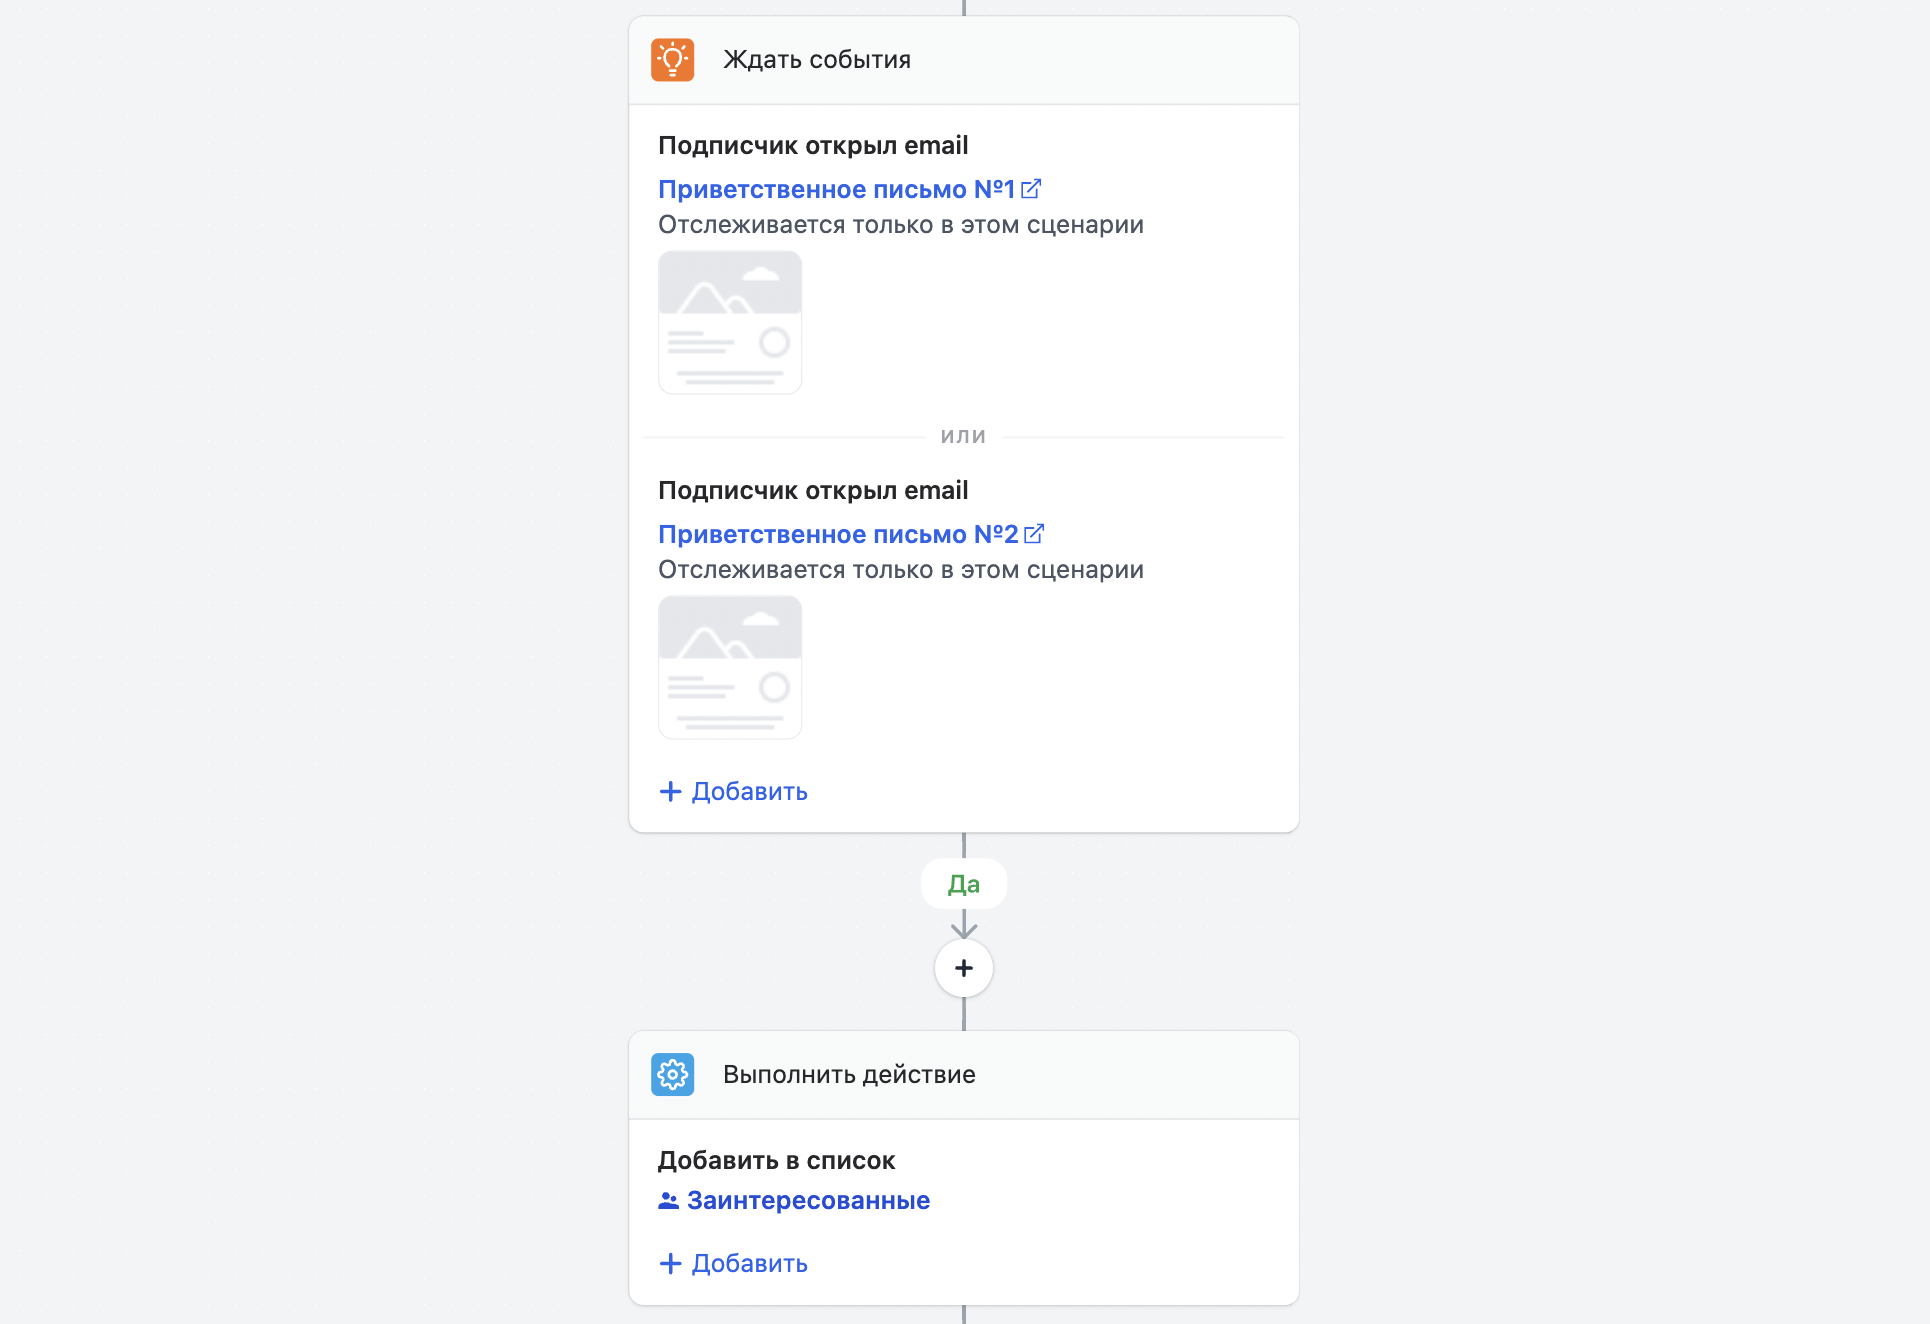 Ждать события
Подписчик открыл email
Приветственное письмо №1
Отслеживается только в этом сценарии
ИЛИ
Подписчик открыл email
Приветственное письмо №2
Отслеживается только в этом сценарии
+ Добавить
Да
+
Выполнить действие
Добавить в список
Заинтересованные
+ Добавить